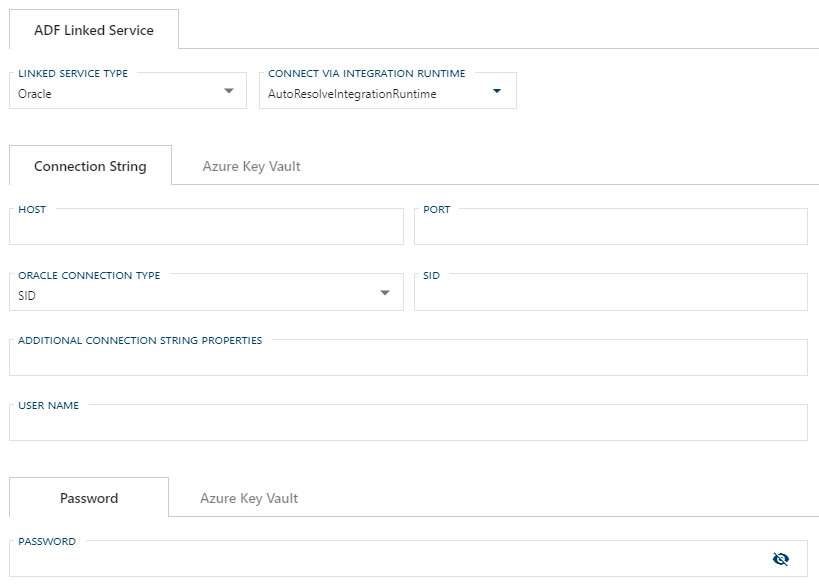 ADF Linked Service
LINKED SERVICE TYPE
Oracle
CONNECT VIA INTEGRATION RUNTIME
AutoResolveIntegrationRuntime
Connection String
Azure Key Vault
HOST
PORT
ORACLE CONNECTION TYPE
SID
SID
ADDITIONAL CONNECTION STRING PROPERTIES
USER NAME
Password
Azure Key Vault
PASSWORD